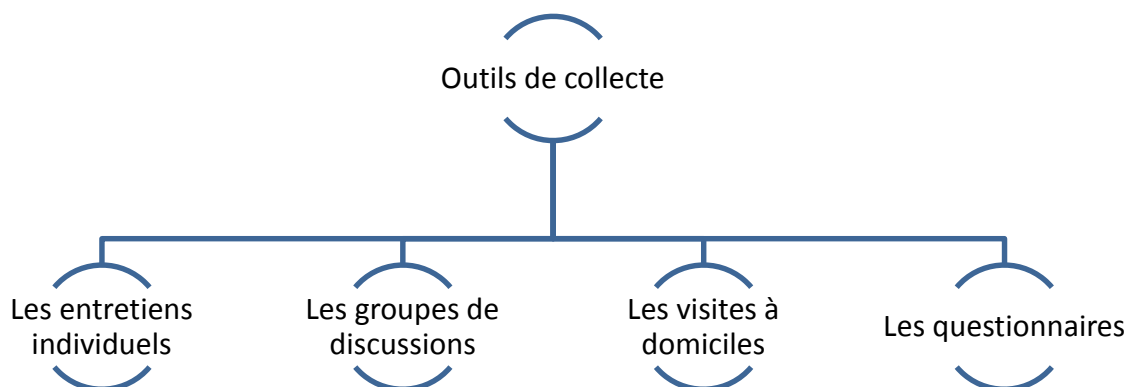 Outils de collecte
Les entretiens
individuels
Les groupes de
discussions
Les visites à
domiciles
Les questionnaires